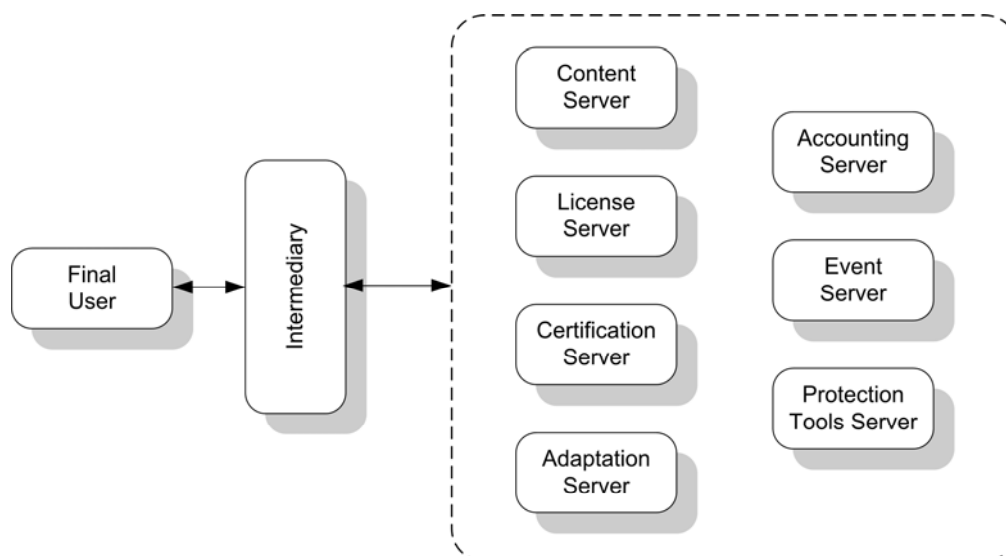 Final
User
Intermediary
Content
Server
License
Server
Certification
Server
Adaptation
Server
Accounting
Server
Event
Server
Protection
Tools Server